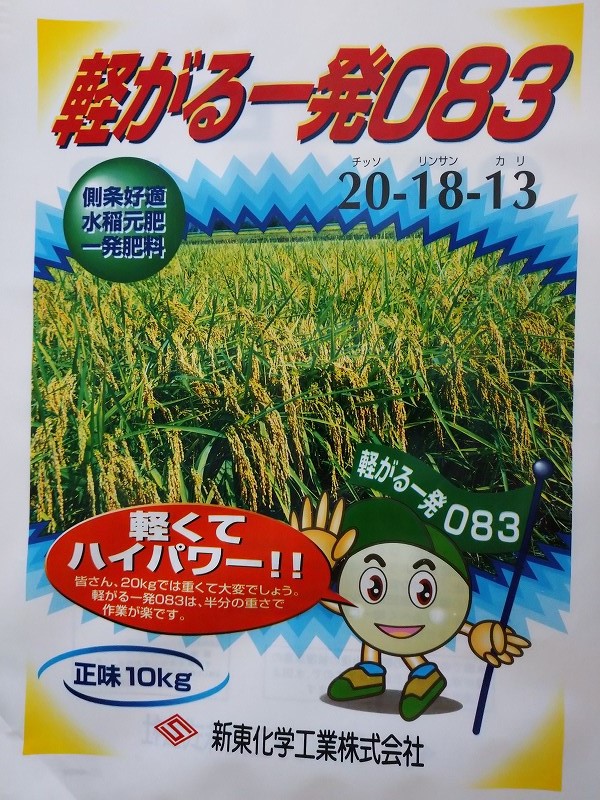 軽がる一発083
チッソ リンサン カリ
20-18-13
側条好適
水稲元肥
一発肥料
軽がる一発083
軽くて
ハイパワー!!
皆さん、20kgでは重くて大変でしょう。
軽がる一発083は、半分の重さで
作業が楽です。
正味10kg
新東化学工業株式会社